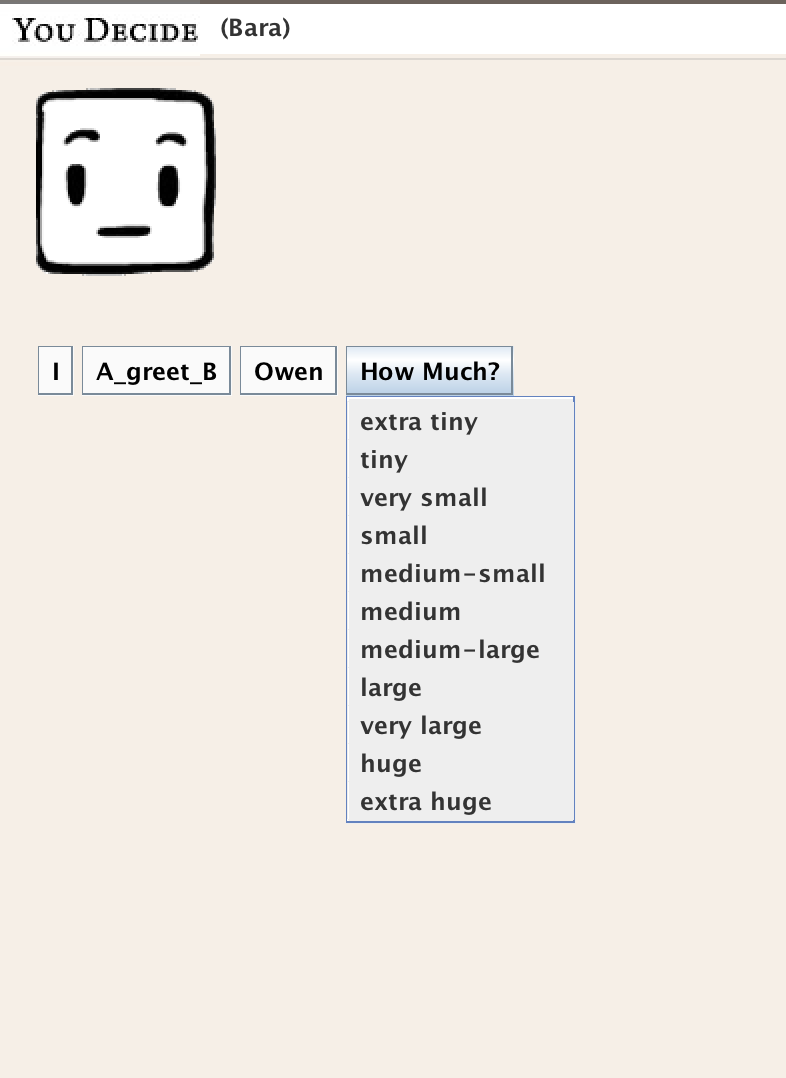 YOU DECIDE (Bara)
I A_greet_B Owen How Much?
extra tiny
tiny
very small
small
medium-small
medium
medium-large
large
very large
huge
extra huge